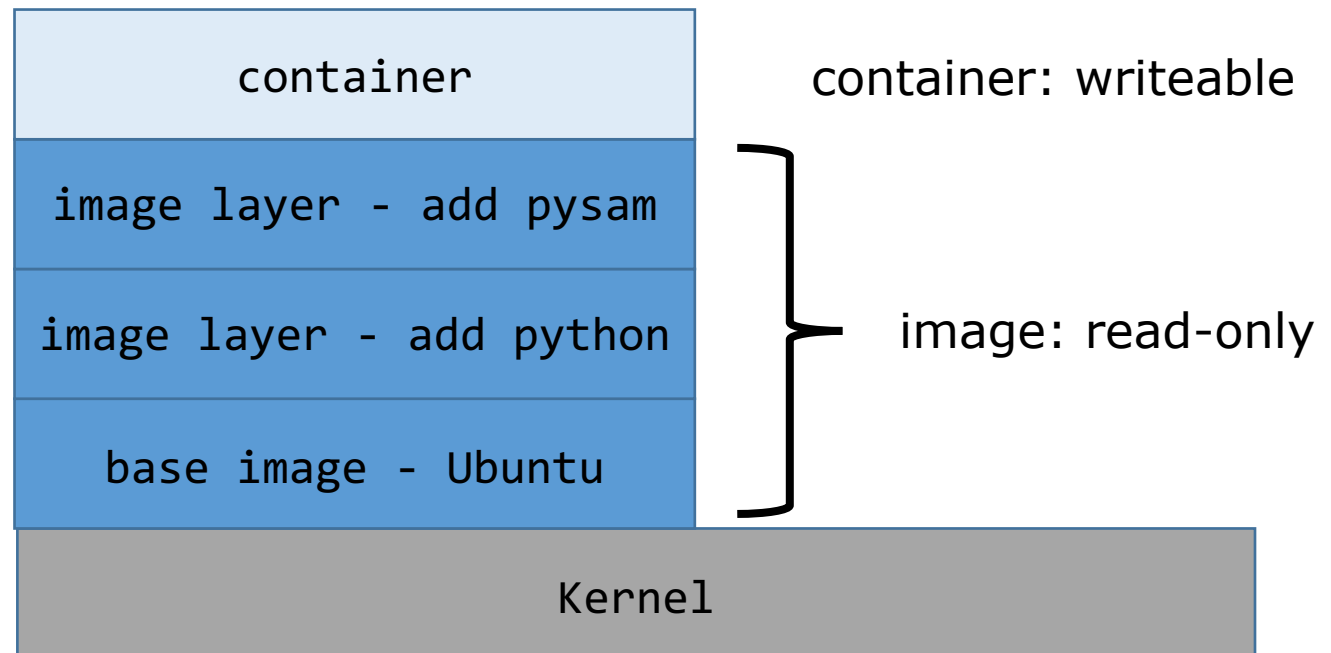 container
container: writeable
image layer - add pysam
image layer - add python
image: read-only
base image - Ubuntu
Kernel